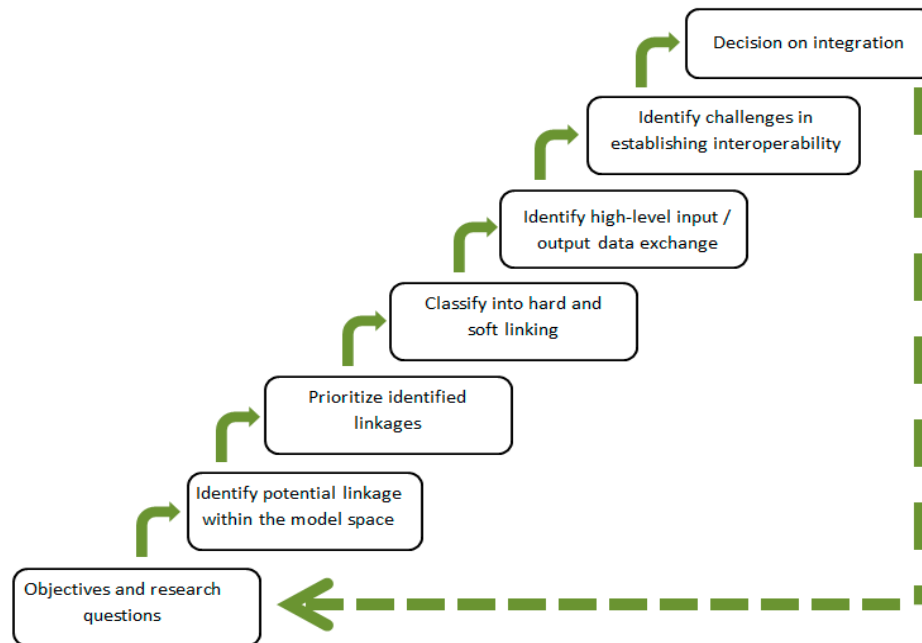 Decision on integration
Identify challenges in
establishing interoperability
Identify high-level input /
output data exchange
Classify into hard and
soft linking
Prioritize identified
linkages
Identify potential linkage
within the model space
Objectives and research
questions